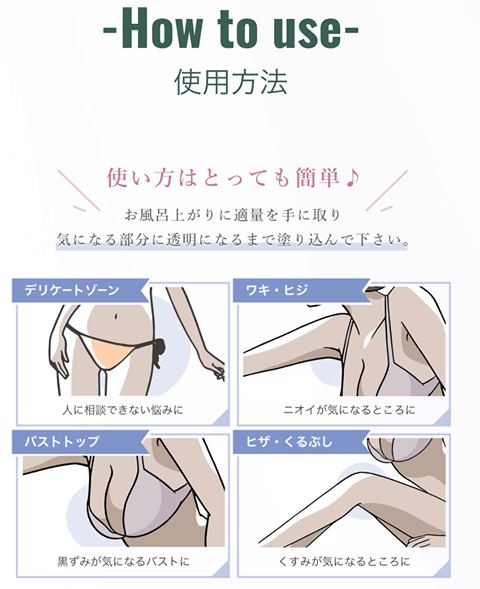 -How to use-
使用方法
使い方はとっても簡単♪
お風呂上がりに適量を手に取り
気になる部分に透明になるまで塗り込んで下さい。
デリケートゾーン
人に相談できない悩みに
ワキ・ヒジ
ニオイが気になるところに
バストトップ
黒ずみが気になるバストに
ヒザ・くるぶし
くすみが気になるところに